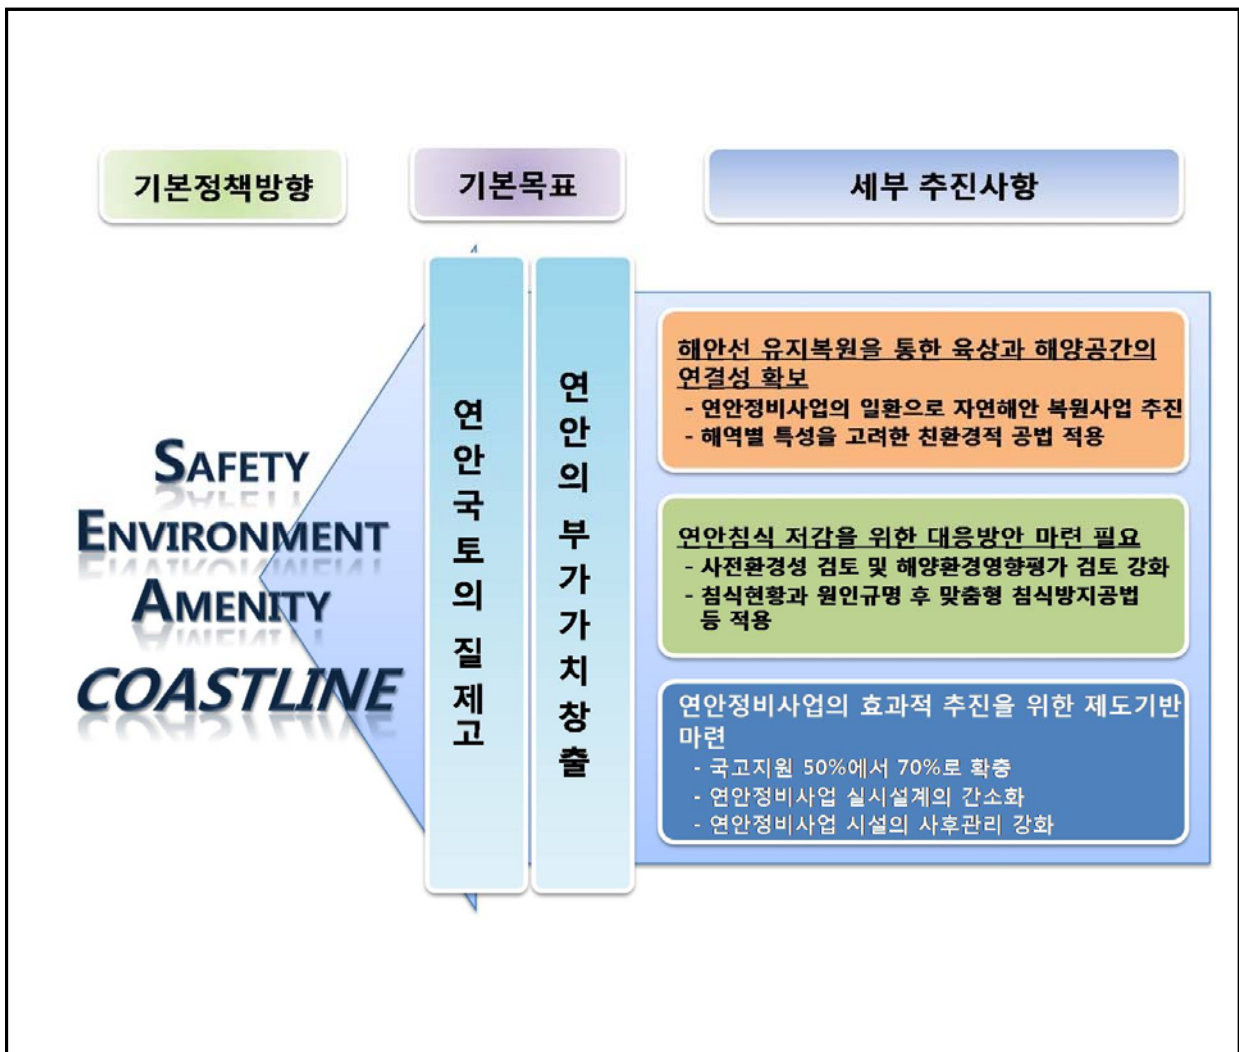 기본정책방향
기본목표
세부 추진사항
SAFETY
ENVIRONMENT
AMENITY
COASTLINE
연안국토의 질제고
연안의 부가가치창출
해안선 유지복원을 통한 육상과 해양공간의
연결성 확보
- 연안정비사업의 일환으로 자연해안 복원사업 추진
- 해역별 특성을 고려한 친환경적 공법 적용
연안침식 저감을 위한 대응방안 마련 필요
- 사전환경성 검토 및 해양환경영향평가 검토 강화
- 침식현황과 원인규명 후 맞춤형 침식방지공법
등 적용
연안정비사업의 효과적 추진을 위한 제도기반
마련
- 국고지원 50%에서 70%로 확충
- 연안정비사업 실시설계의 간소화
- 연안정비사업 시설의 사후관리 강화